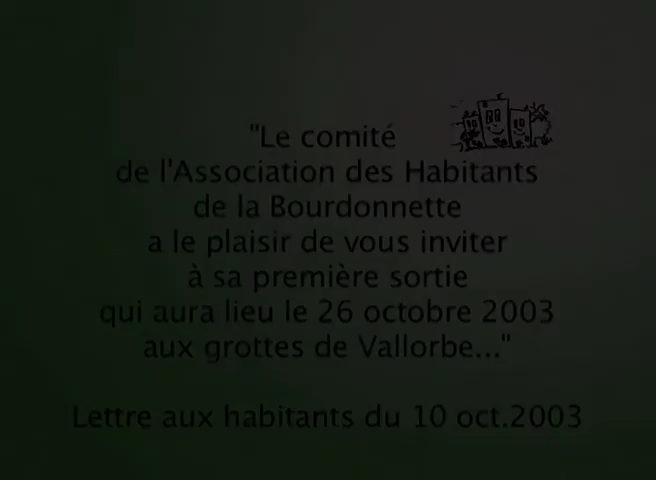 "Le comité
de l'Association des Habitants
de la Bourdonnette
a le plaisir de vous inviter
à sa première sortie
qui aura lieu le 26 octobre 2003
aux grottes de Vallorbe..."
Lettre aux habitants du 10 oct.2003